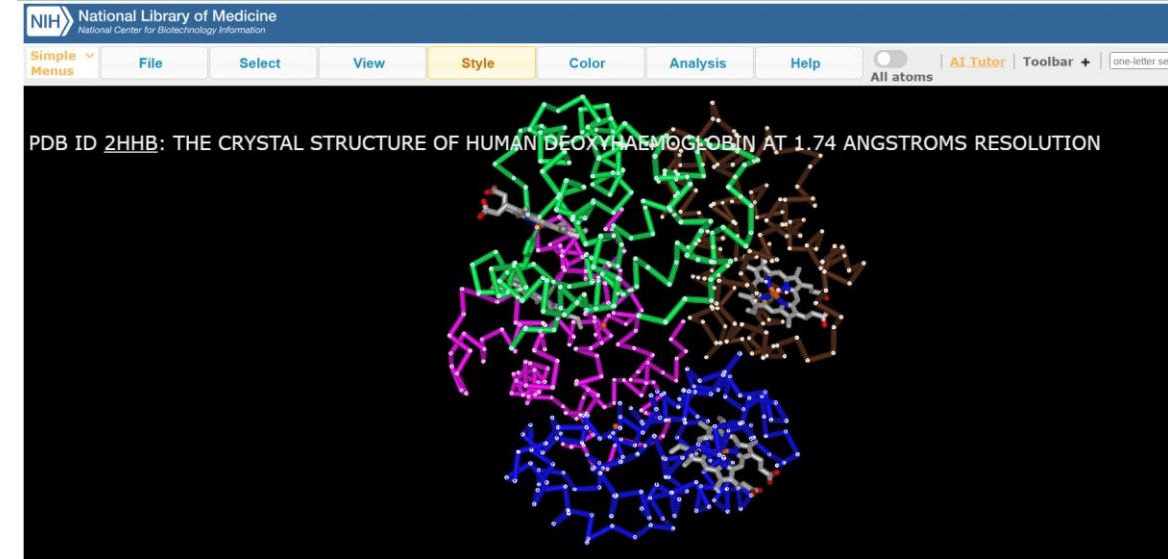 NIH National Library of Medicine
National Center for Biotechnology Information
Simple Menus File Select View Style Color Analysis Help All atoms AI Tutor Toolbar + one-letter se
PDB ID 2HHB: THE CRYSTAL STRUCTURE OF HUMAN DEOXYHAEMOGLOBIN AT 1.74 ANGSTROMS RESOLUTION